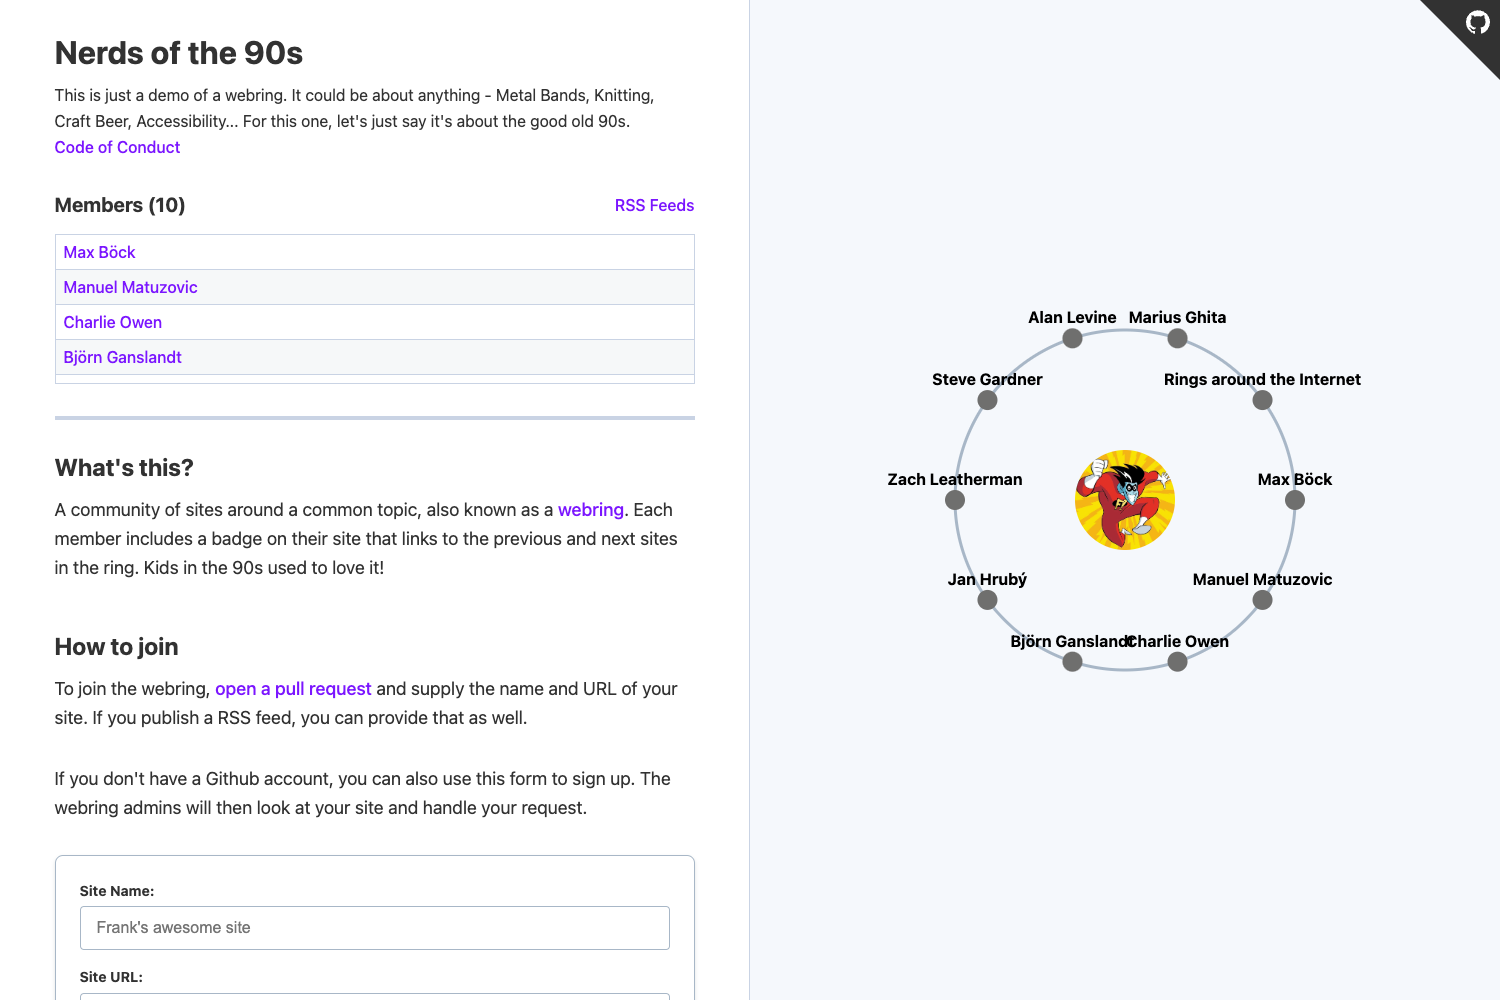 Nerds of the 90s
This is just a demo of a webring. It could be about anything - Metal Bands, Knitting,
Craft Beer, Accessibility... For this one, let's just say it's about the good old 90s.
Code of Conduct
Members (10)
RSS Feeds
Max Böck
Manuel Matuzovic
Charlie Owen
Björn Ganslandt
What's this?
A community of sites around a common topic, also known as a webring. Each
member includes a badge on their site that links to the previous and next sites
in the ring. Kids in the 90s used to love it!
How to join
To join the webring, open a pull request and supply the name and URL of your
site. If you publish a RSS feed, you can provide that as well.
If you don't have a Github account, you can also use this form to sign up. The
webring admins will then look at your site and handle your request.
Site Name:
Frank's awesome site
Site URL:
Alan Levine
Marius Ghita
Steve Gardner
Rings around the Internet
Zach Leatherman
Max Böck
Jan Hrubý
Manuel Matuzovic
Björn Ganslandt
Charlie Owen